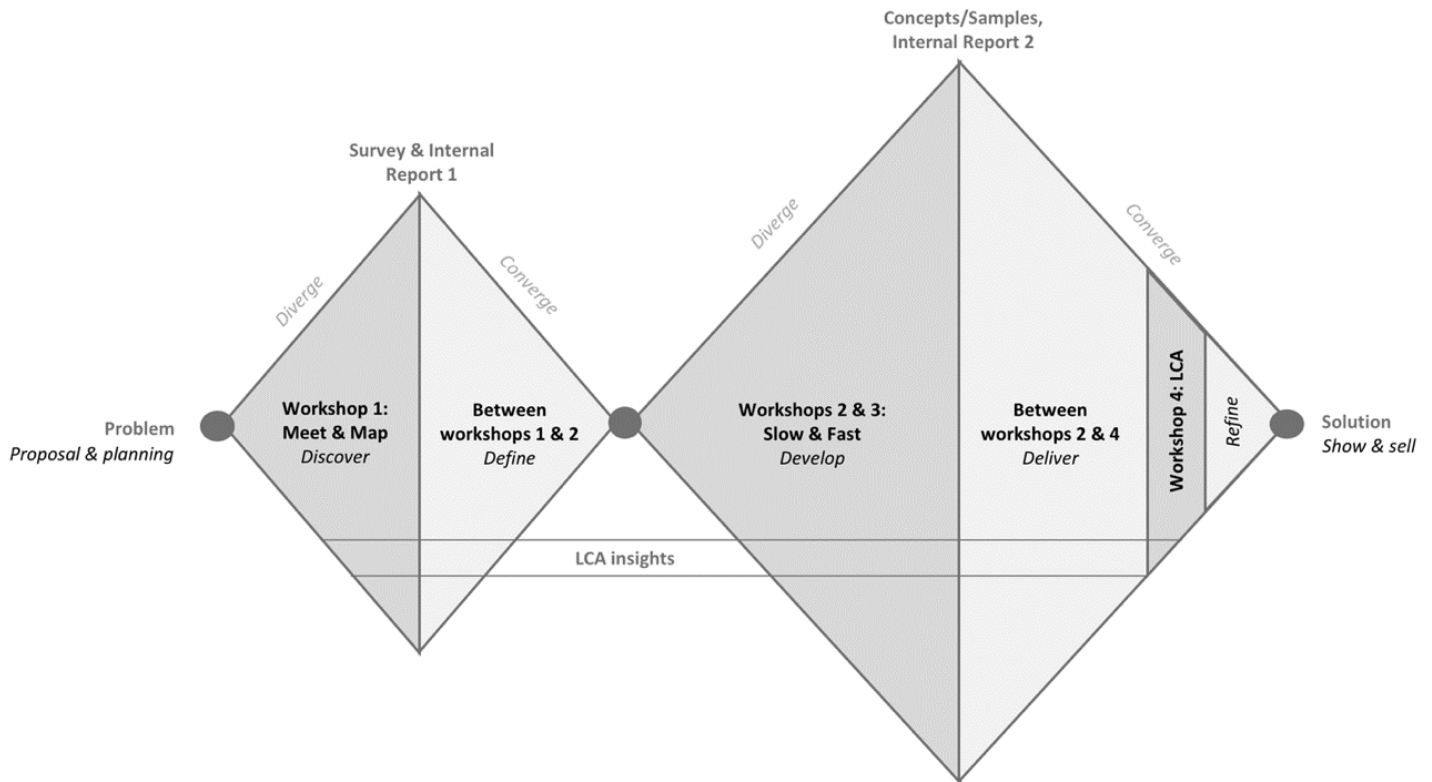 Concepts/Samples,
Internal Report 2
Survey & Internal
Report 1
Diverge
Converge
Diverge
Converge
Problem
Proposal & planning
Workshop 1:
Meet & Map
Discover
Between
workshops 1 & 2
Define
Workshops 2 & 3:
Slow & Fast
Develop
Between
workshops 2 & 4
Deliver
Workshop 4: LCA
Refine
Solution
Show & sell
LCA insights